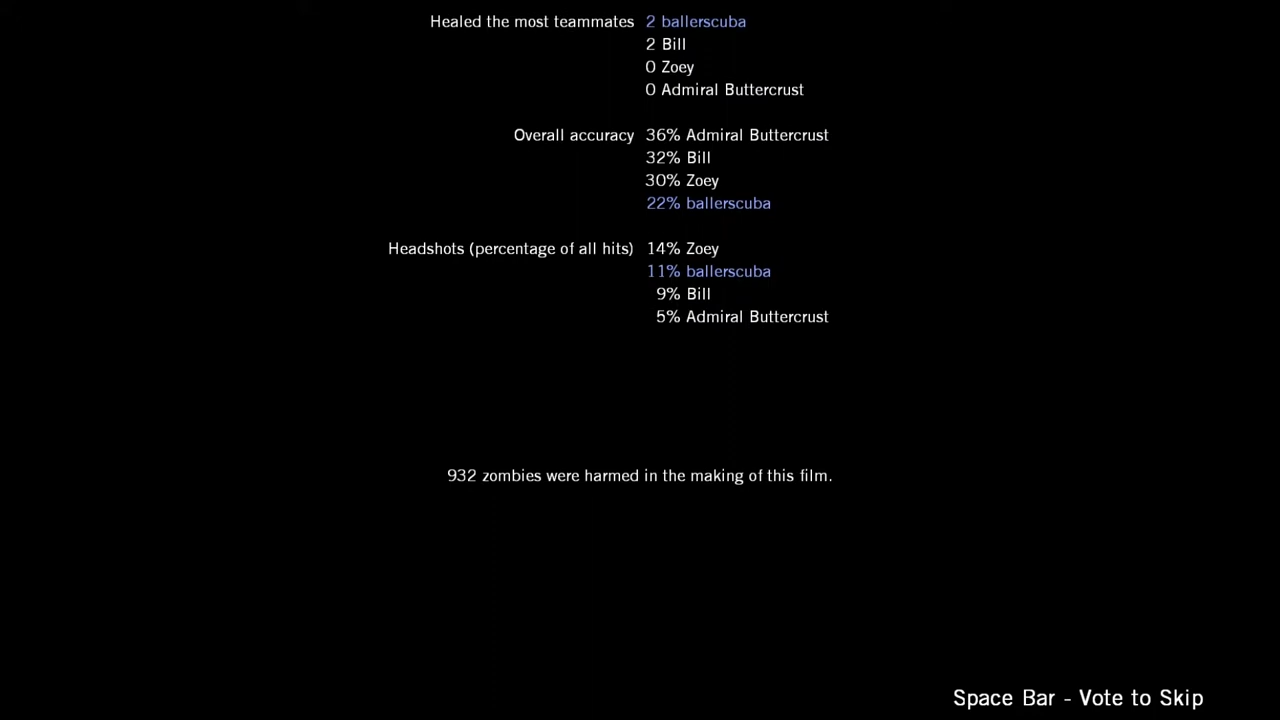 Healed the most teammates 2 ballerscuba
2 Bill
0 Zoey
0 Admiral Buttercrust
Overall accuracy 36% Admiral Buttercrust
32% Bill
30% Zoey
22% ballerscuba
Headshots (percentage of all hits) 14% Zoey
11% ballerscuba
9% Bill
5% Admiral Buttercrust
932 zombies were harmed in the making of this film.
Space Bar - Vote to Skip